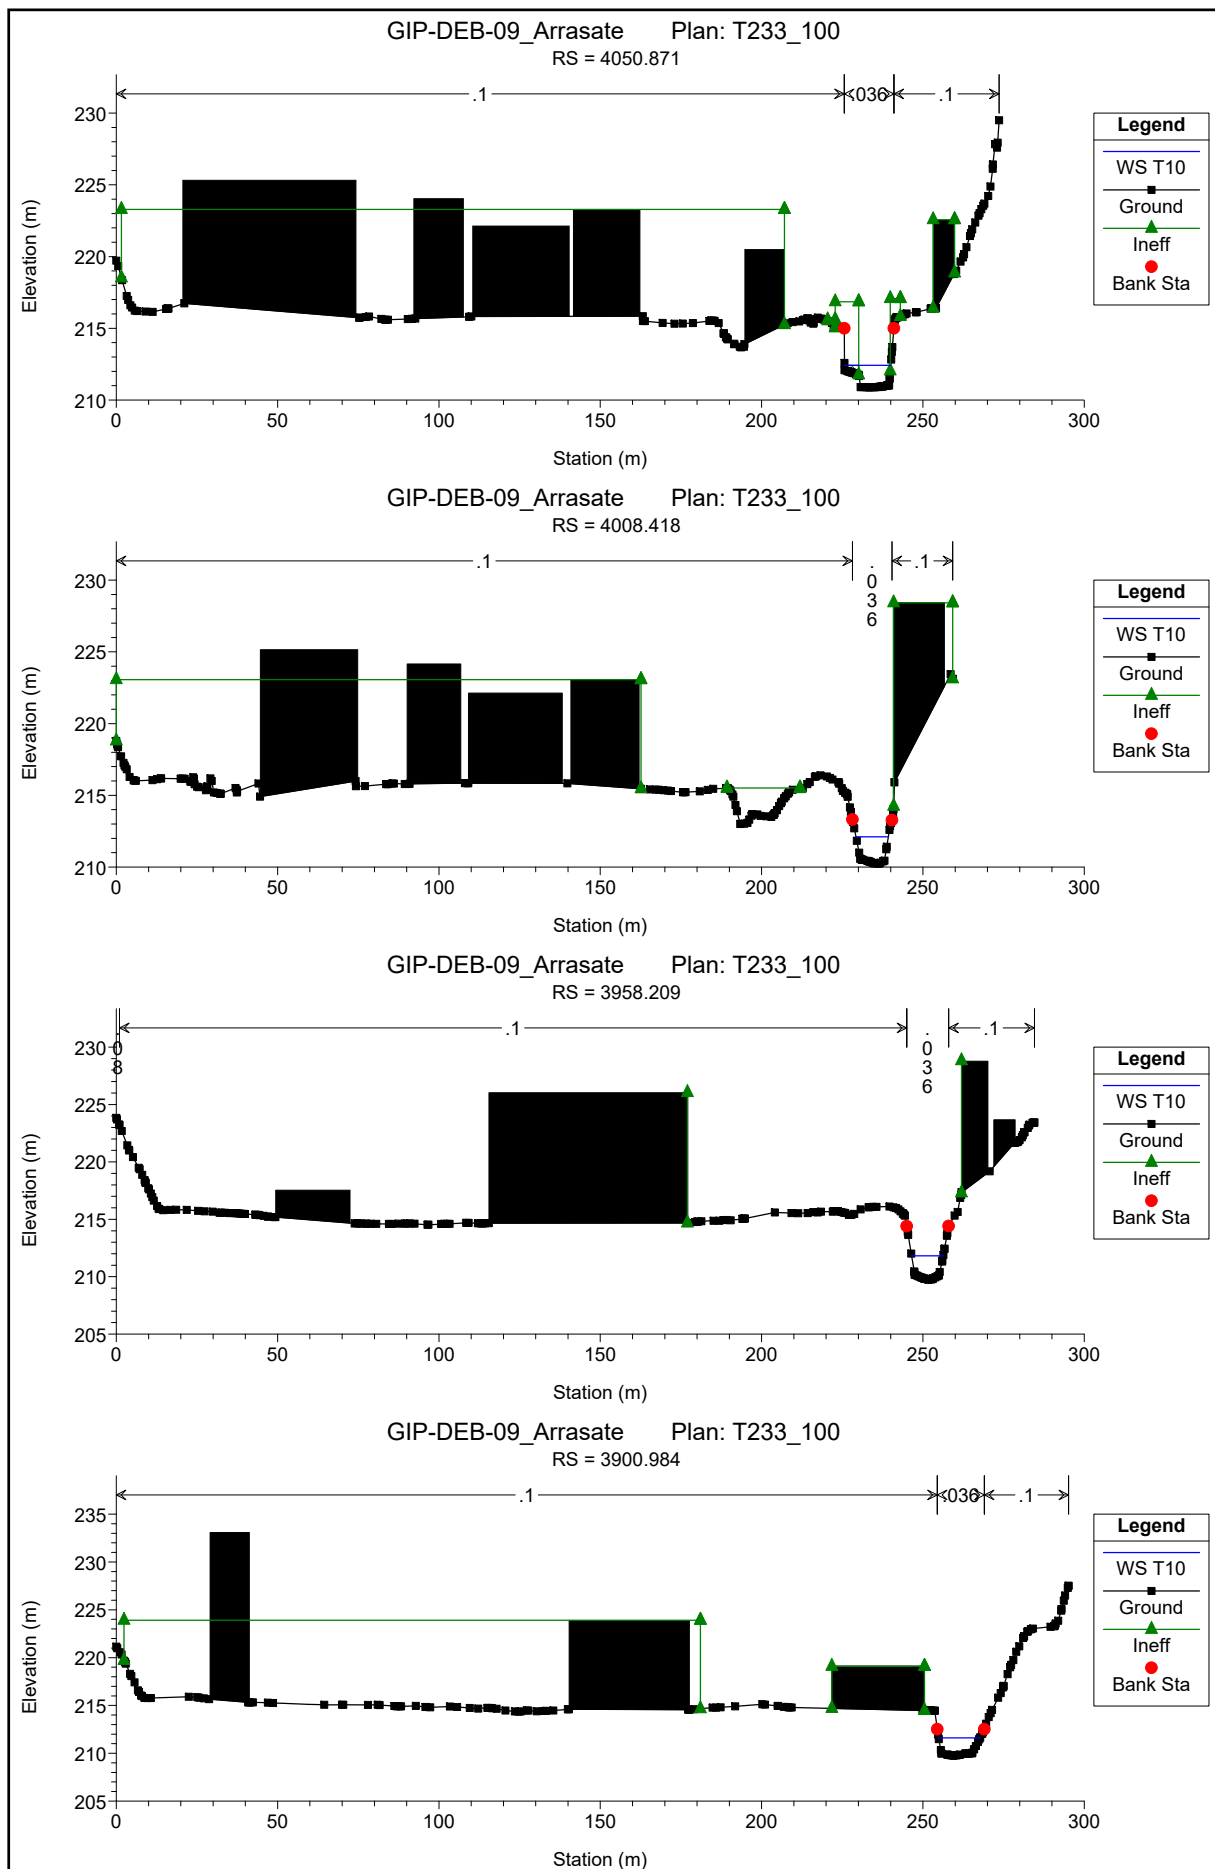 GIP-DEB-09_Arrasate Plan: T233_100
RS = 4050.871
.1 .036 .1
230
225
220
215
210
Elevation (m)
0 50 100 150 200 250 300
Station (m)
Legend
WS T10
Ground
Ineff
Bank Sta
GIP-DEB-09_Arrasate Plan: T233_100
RS = 4008.418
.1 .036 .1
230
225
220
215
210
Elevation (m)
0 50 100 150 200 250 300
Station (m)
Legend
WS T10
Ground
Ineff
Bank Sta
GIP-DEB-09_Arrasate Plan: T233_100
RS = 3958.209
.08 .1 .036 .1
230
225
220
215
210
205
Elevation (m)
0 50 100 150 200 250 300
Station (m)
Legend
WS T10
Ground
Ineff
Bank Sta
GIP-DEB-09_Arrasate Plan: T233_100
RS = 3900.984
.1 .036 .1
235
230
225
220
215
210
205
Elevation (m)
0 50 100 150 200 250 300
Station (m)
Legend
WS T10
Ground
Ineff
Bank Sta